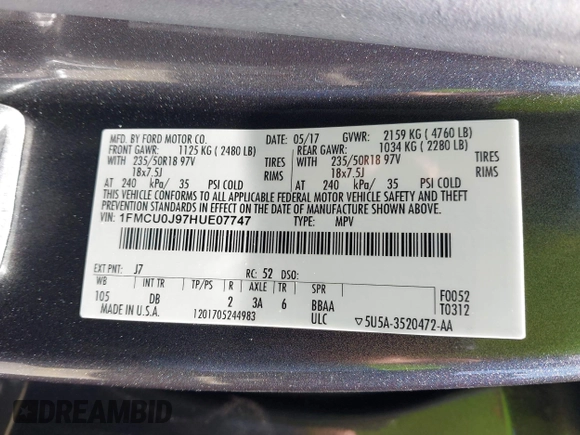 MFD. BY FORD MOTOR CO. DATE: 05/17 GVWR: 2159 KG ( 4760 LB)
FRONT GAWR: 1125 KG ( 2480 LB) REAR GAWR: 1034 KG ( 2280 LB)
WITH 235/50R18 97V TIRES WITH 235/50R18 97V TIRES
18x7.5J RIMS 18x7.5J RIMS
AT 240 kPa/ 35 PSI COLD AT 240 kPa/ 35 PSI COLD
THIS VEHICLE CONFORMS TO ALL APPLICABLE FEDERAL MOTOR VEHICLE SAFETY AND THEFT
PREVENTION STANDARDS IN EFFECT ON THE DATE OF MANUFACTURE SHOWN ABOVE.
VIN: 1FMCU0J97HUE07747 TYPE: MPV
EXT PNT: J7 RC: 52 DSO:
WB INT TR TP/PS R AXLE TR SPR F0052
105 DB 2 3A 6 BBAA T0312
MADE IN U.S.A. 1201705244983 ULC ▽5U5A-3520472-AA
DREAMBID